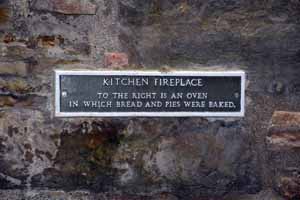 KITCHEN FIREPLACE
TO THE RIGHT IS AN OVEN
IN WHICH BREAD AND PIES WERE BAKED.